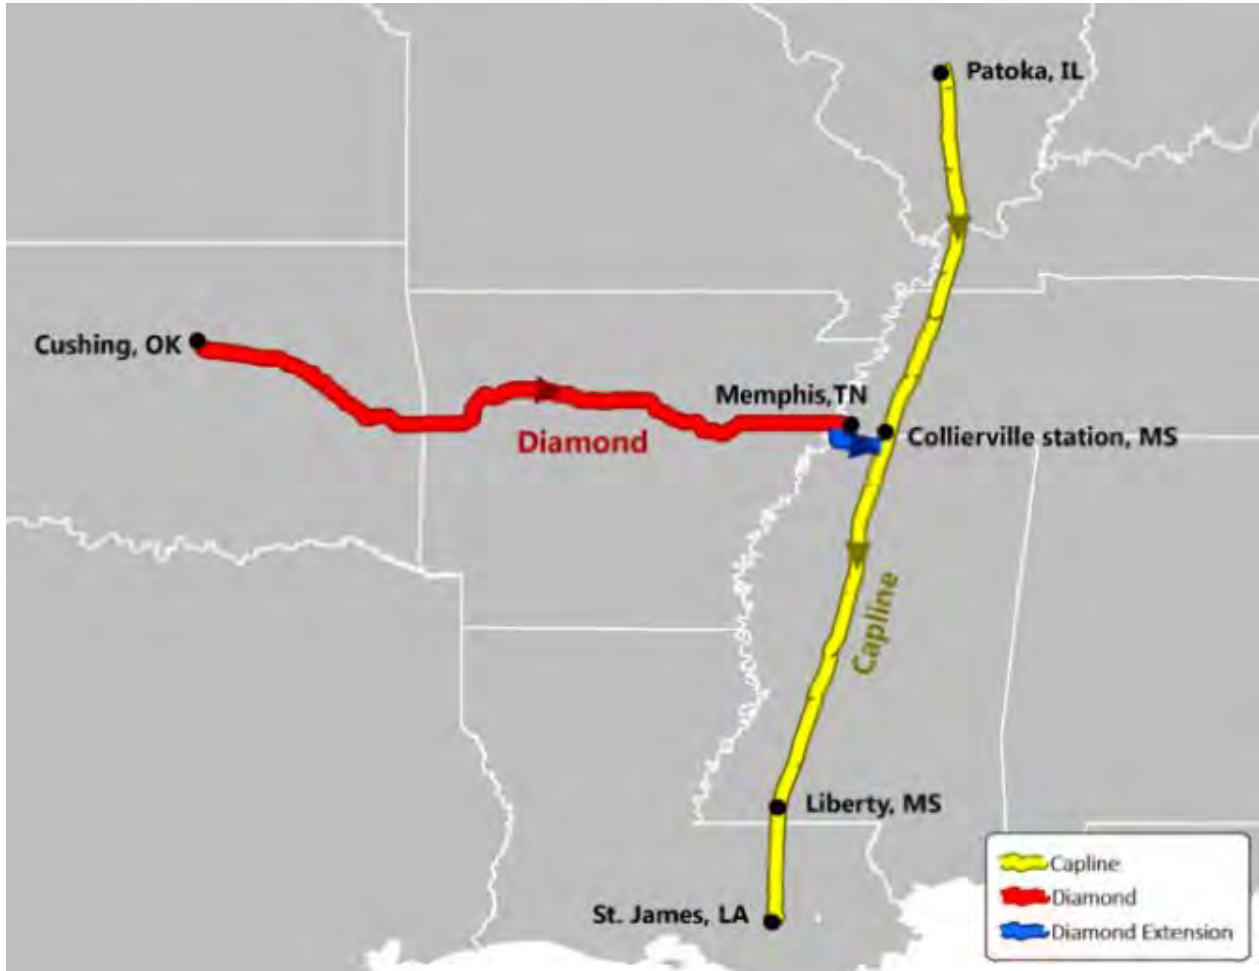 Patoka, IL
Cushing, OK
Memphis,TN
Diamond
Collierville station, MS
Capline
Liberty, MS
St. James, LA
Capline
Diamond
Diamond Extension